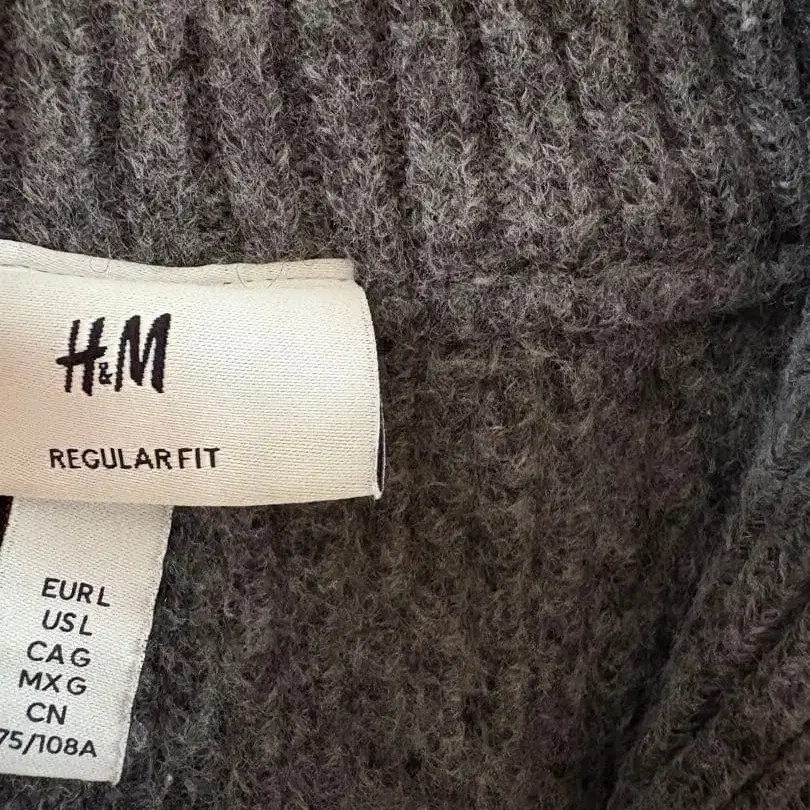 H&M
REGULAR FIT
EUR L
US L
CA G
MX G
CN
75/108A